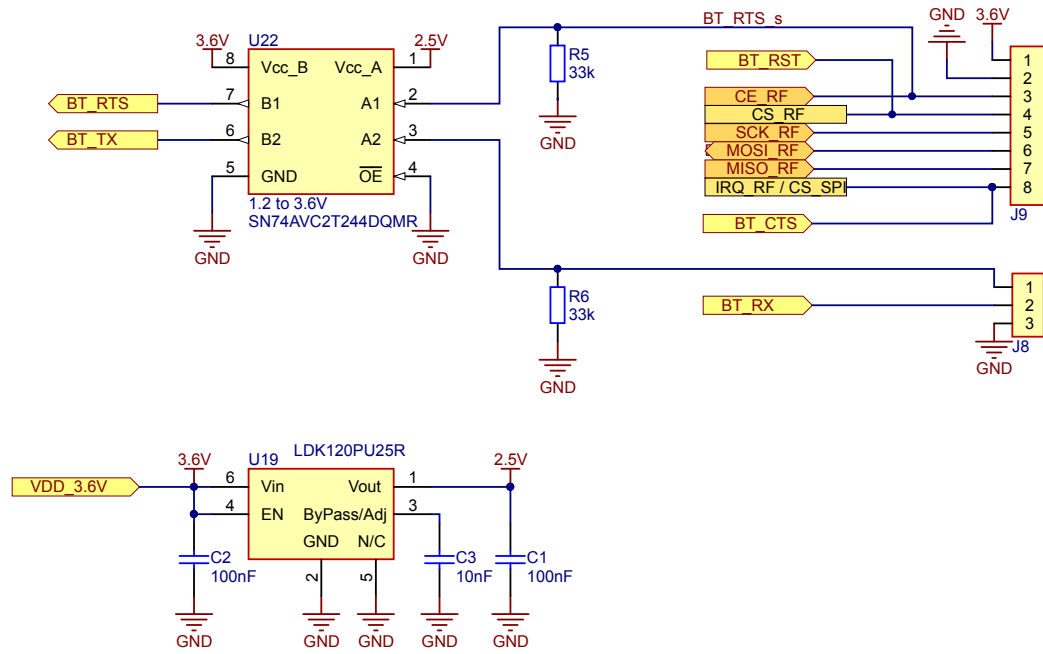 3.6V
U22
2.5V
8 Vcc_B Vcc_A 1
BT_RTS 7 B1 A1 2
BT_TX 6 B2 A2 3
5 GND OE 4
1.2 to 3.6V
SN74AVC2T244DQMR
GND
GND
R5
33k
GND
BT_RTS_s
GND
3.6V
BT_RST
CE_RF
CS_RF
SCK_RF
MOSI_RF
MISO_RF
IRQ_RF / CS_SPI
BT_CTS
1
2
3
4
5
6
7
8
J9
R6
33k
GND
BT_RX
1
2
3
J8
GND
3.6V
U19
LDK120PU25R
2.5V
VDD_3.6V
6 Vin Vout 1
4 EN ByPass/Adj 3
GND N/C
2 5
C2
100nF
C3
10nF
C1
100nF
GND
GND
GND
GND
GND